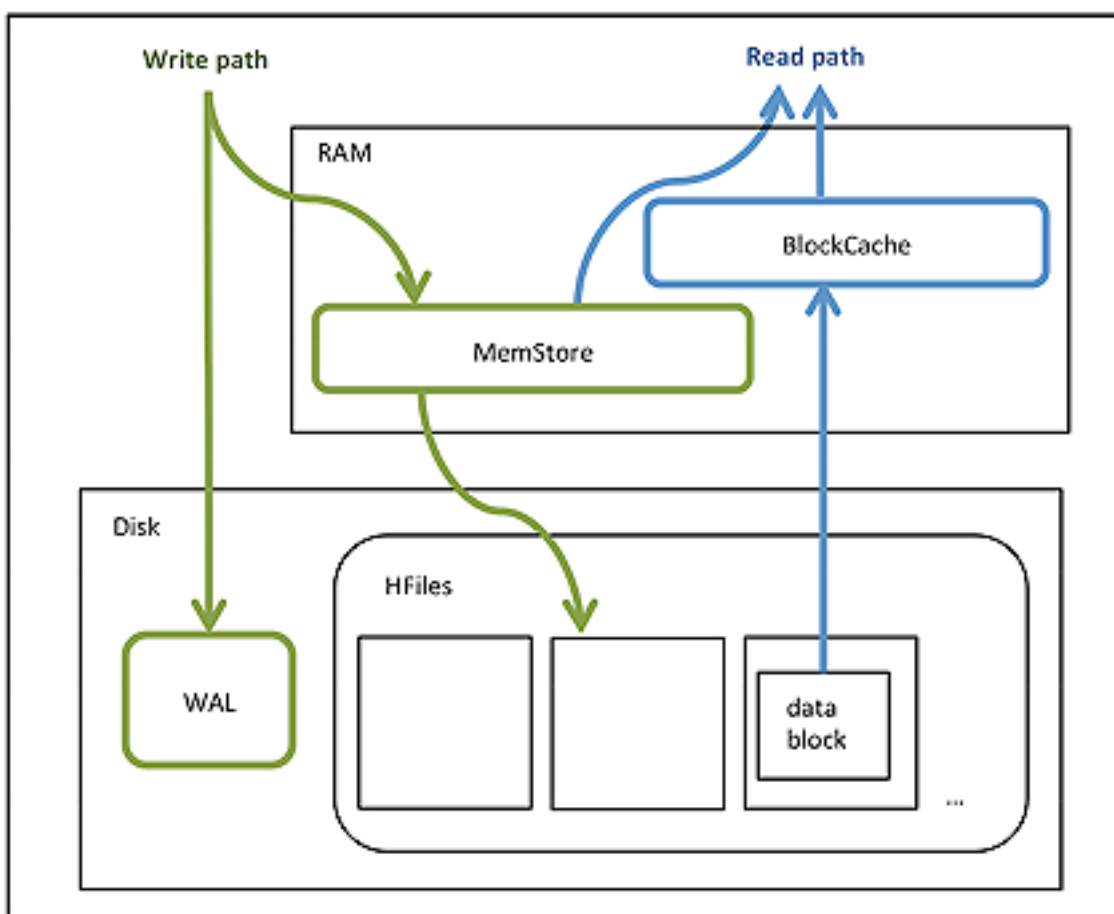 Write path
Read path
RAM
BlockCache
MemStore
Disk
HFiles
WAL
data
block
...